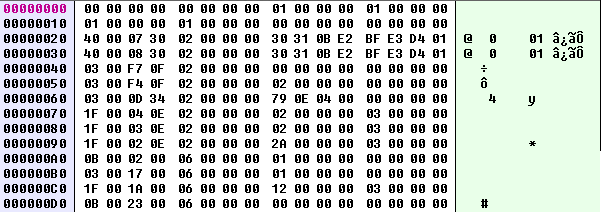 00000000 00 00 00 00 00 00 00 00 01 00 00 00 01 00 00 00
00000010 01 00 00 00 01 00 00 00 00 00 00 00 00 00 00 00
00000020 40 00 07 30 02 00 00 00 30 31 0B E2 BF E3 D4 01 @ 0 01 â¿ãÔ
00000030 40 00 08 30 02 00 00 00 30 31 0B E2 BF E3 D4 01 @ 0 01 â¿ãÔ
00000040 03 00 F7 0F 02 00 00 00 00 00 00 00 00 00 00 00 ÷
00000050 03 00 F4 0F 02 00 00 00 02 00 00 00 00 00 00 00 ô
00000060 03 00 0D 34 02 00 00 00 79 0E 04 00 00 00 00 00 4 y
00000070 1F 00 04 0E 02 00 00 00 02 00 00 00 03 00 00 00
00000080 1F 00 03 0E 02 00 00 00 02 00 00 00 03 00 00 00
00000090 1F 00 02 0E 02 00 00 00 2A 00 00 00 03 00 00 00 *
000000A0 0B 00 02 00 06 00 00 00 01 00 00 00 00 00 00 00
000000B0 03 00 17 00 06 00 00 00 01 00 00 00 00 00 00 00
000000C0 1F 00 1A 00 06 00 00 00 12 00 00 00 03 00 00 00
000000D0 0B 00 23 00 06 00 00 00 00 00 00 00 00 00 00 00 #